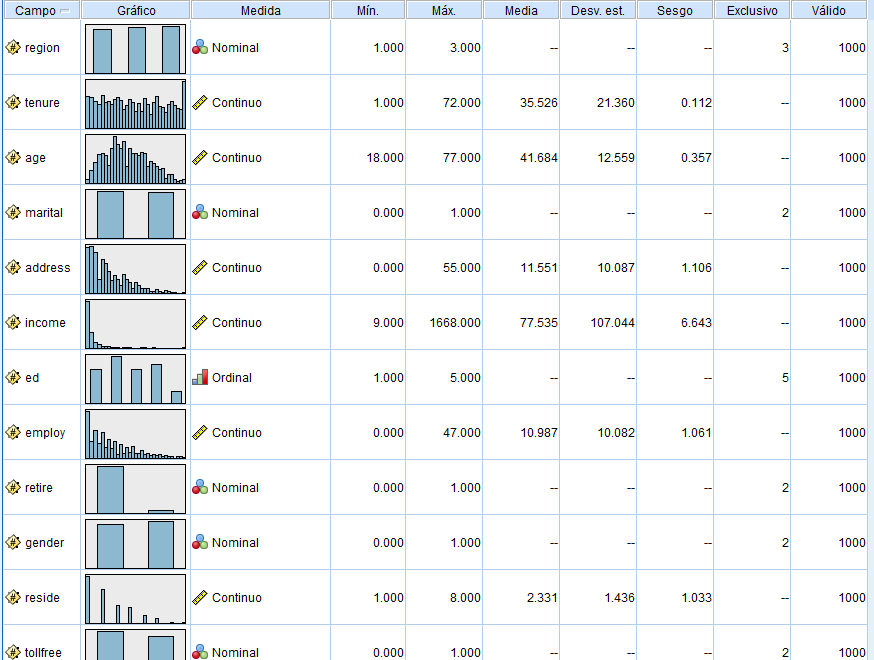 Campo Gráfico Medida Mín. Máx. Media Desv. est. Sesgo Exclusivo Válido
region Nominal 1.000 3.000 -- -- -- 3 1000
tenure Continuo 1.000 72.000 35.526 21.360 0.112 -- 1000
age Continuo 18.000 77.000 41.684 12.559 0.357 -- 1000
marital Nominal 0.000 1.000 -- -- -- 2 1000
address Continuo 0.000 55.000 11.551 10.087 1.106 -- 1000
income Continuo 9.000 1668.000 77.535 107.044 6.643 -- 1000
ed Ordinal 1.000 5.000 -- -- -- 5 1000
employ Continuo 0.000 47.000 10.987 10.082 1.061 -- 1000
retire Nominal 0.000 1.000 -- -- -- 2 1000
gender Nominal 0.000 1.000 -- -- -- 2 1000
reside Continuo 1.000 8.000 2.331 1.436 1.033 -- 1000
tollfree Nominal 0.000 1.000 -- -- -- 2 1000